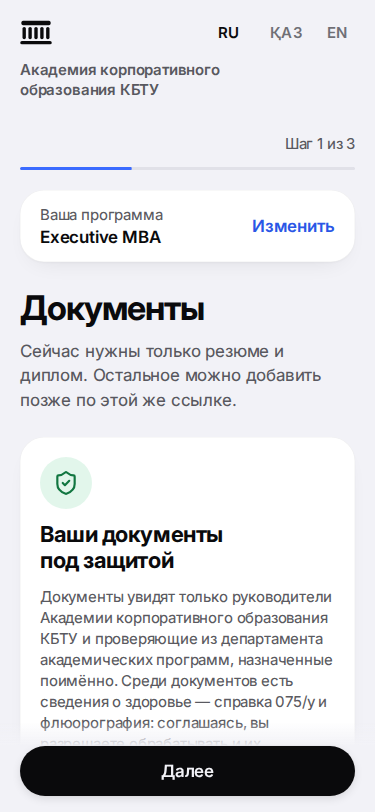 RU ҚАЗ EN
Академия корпоративного
образования КБТУ
Шаг 1 из 3
Ваша программа
Executive MBA
Изменить
Документы
Сейчас нужны только резюме и
диплом. Остальное можно добавить
позже по этой же ссылке.
Ваши документы
под защитой
Документы увидят только руководители
Академии корпоративного образования
КБТУ и проверяющие из департамента
академических программ, назначенные
поимённо. Среди документов есть
сведения о здоровье — справка 075/у и
флюорография: соглашаясь, вы
разрешаете обрабатывать и их
Далее